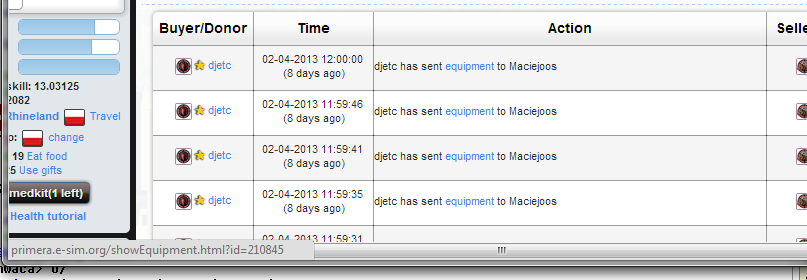 Buyer/Donor Time Action Selle
skill: 13.03125
2082
Rhineland Travel
p: change
19 Eat food
5 Use gifts
medkit(1 left)
Health tutorial
djetc 02-04-2013 12:00:00 (8 days ago) djetc has sent equipment to Maciejoos
djetc 02-04-2013 11:59:46 (8 days ago) djetc has sent equipment to Maciejoos
djetc 02-04-2013 11:59:41 (8 days ago) djetc has sent equipment to Maciejoos
djetc 02-04-2013 11:59:35 (8 days ago) djetc has sent equipment to Maciejoos
02-04-2013 11:59:31
primera.e-sim.org/showEquipment.html?id=210845